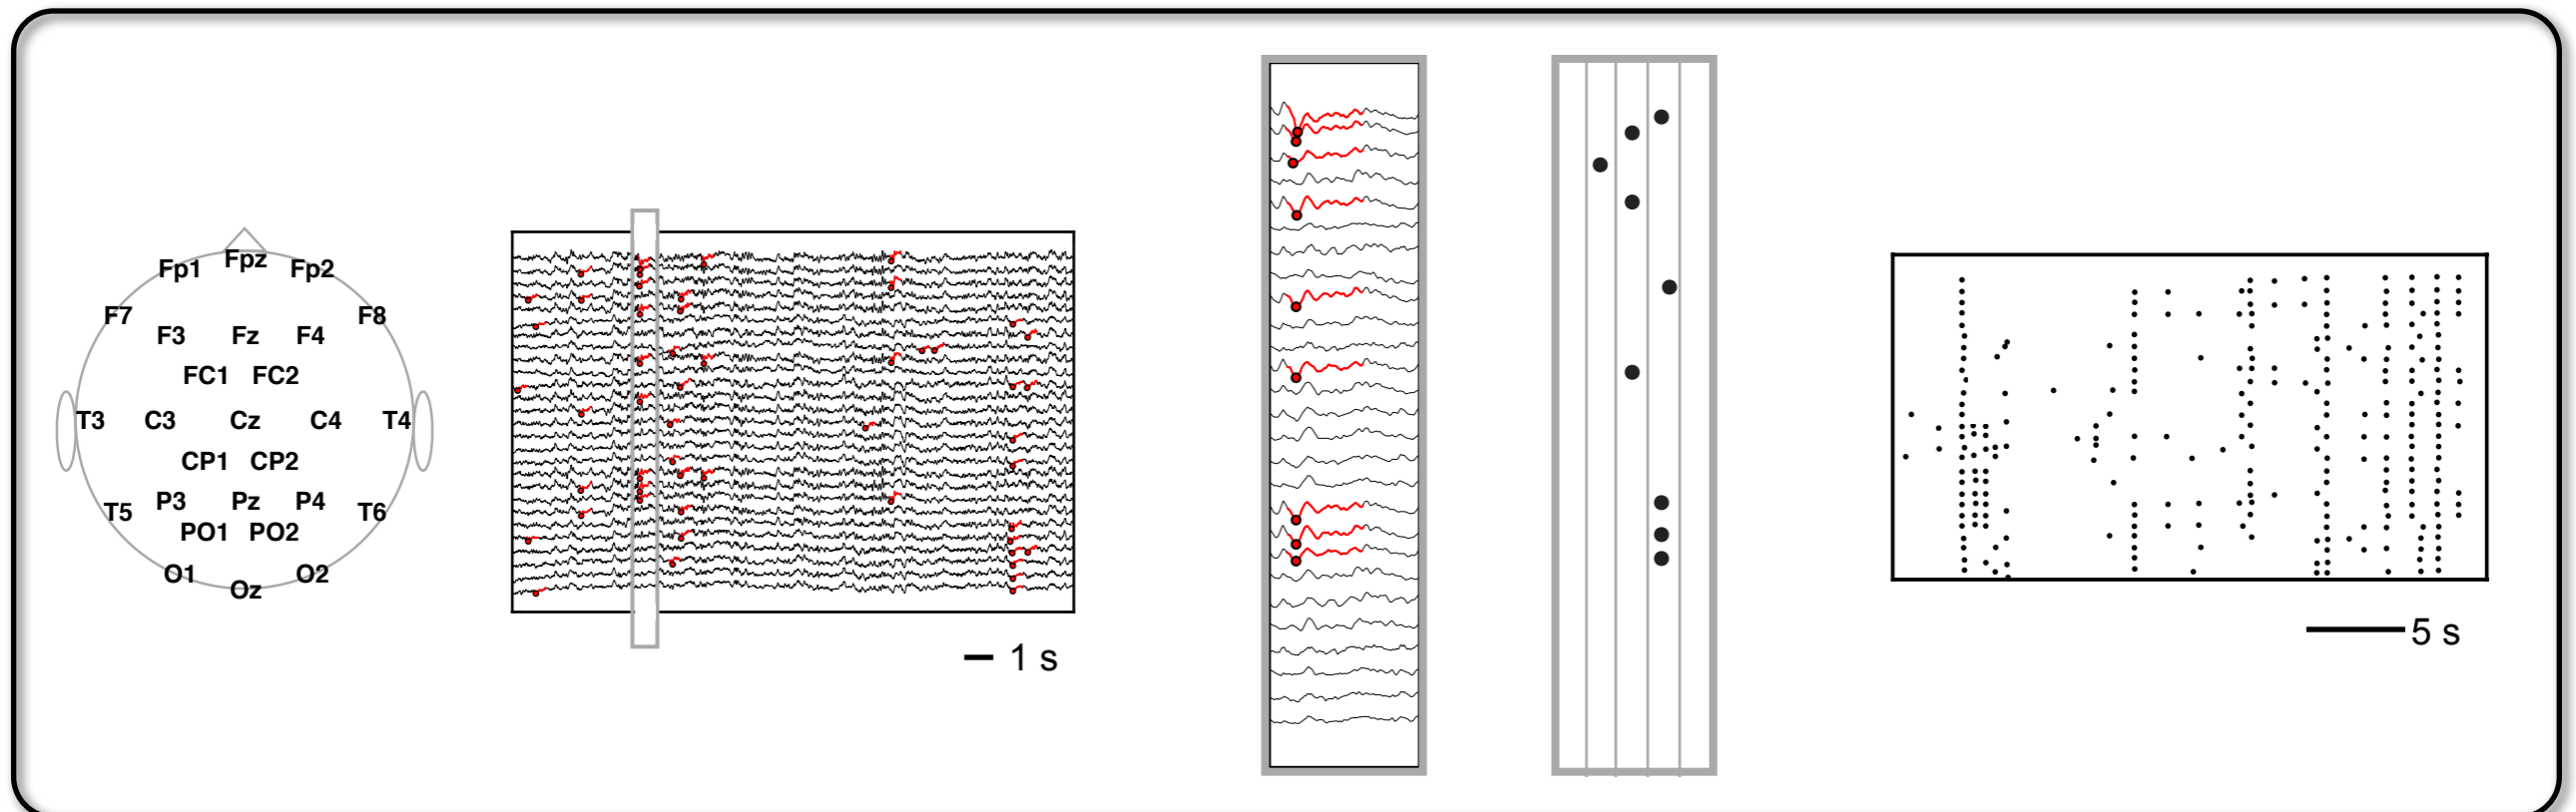 Fp1 Fpz Fp2
F7 F8
F3 Fz F4
FC1 FC2
T3 C3 Cz C4 T4
CP1 CP2
P3 Pz P4
T5 T6
PO1 PO2
O1 O2
Oz
1 s
5 s